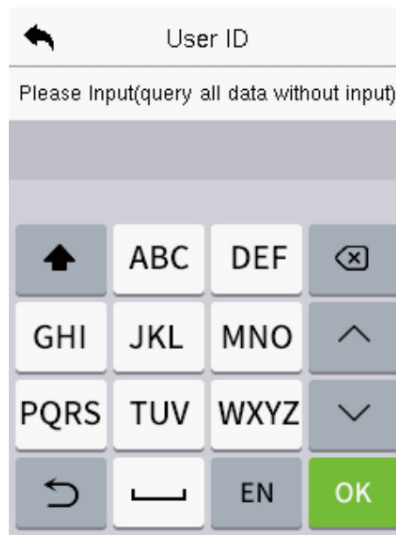 User ID
Please Input(query all data without input)
ABC DEF
GHI JKL MNO
PQRS TUV WXYZ
EN OK